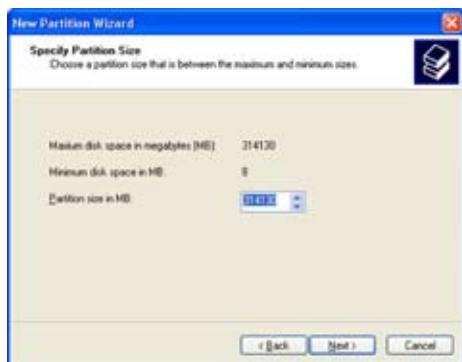 New Partition Wizard
Specify Partition Size
Choose a partition size that is between the maximum and minimum sizes.
Maxium disk space in megabytes (MB): 314130
Minimum disk space in MB: 8
Partition size in MB: 314130
< Back Next > Cancel